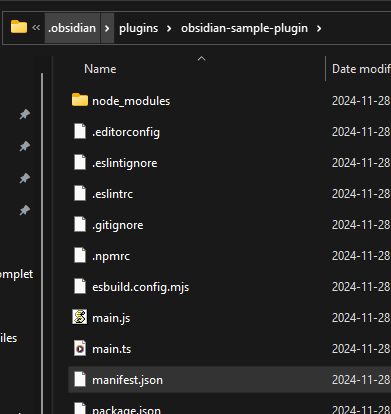 « .obsidian > plugins > obsidian-sample-plugin >
Name Date modif
node_modules 2024-11-28
.editorconfig 2024-11-28
.eslintignore 2024-11-28
.eslintrc 2024-11-28
.gitignore 2024-11-28
.npmrc 2024-11-28
esbuild.config.mjs 2024-11-28
omplet
main.js 2024-11-28
iles
main.ts 2024-11-28
manifest.json 2024-11-28
package.json 2024-11-28